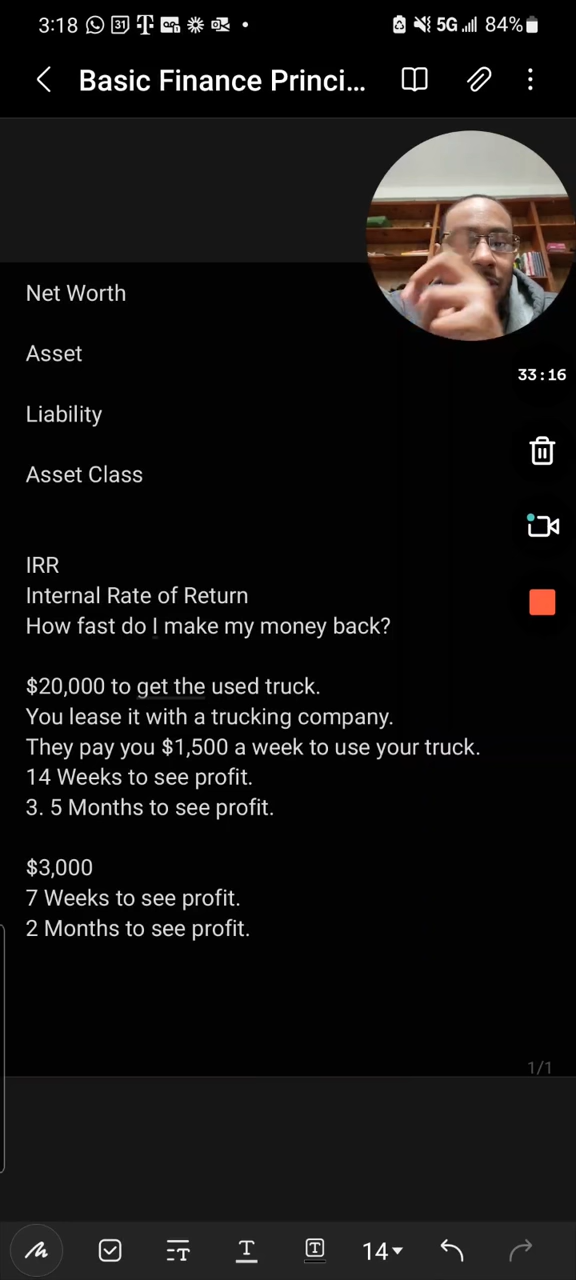 3:18
31
5G
84%
Basic Finance Princi...
33:16
Net Worth
Asset
Liability
Asset Class
IRR
Internal Rate of Return
How fast do I make my money back?
$20,000 to get the used truck.
You lease it with a trucking company.
They pay you $1,500 a week to use your truck.
14 Weeks to see profit.
3. 5 Months to see profit.
$3,000
7 Weeks to see profit.
2 Months to see profit.
1/1
T
T
T
14